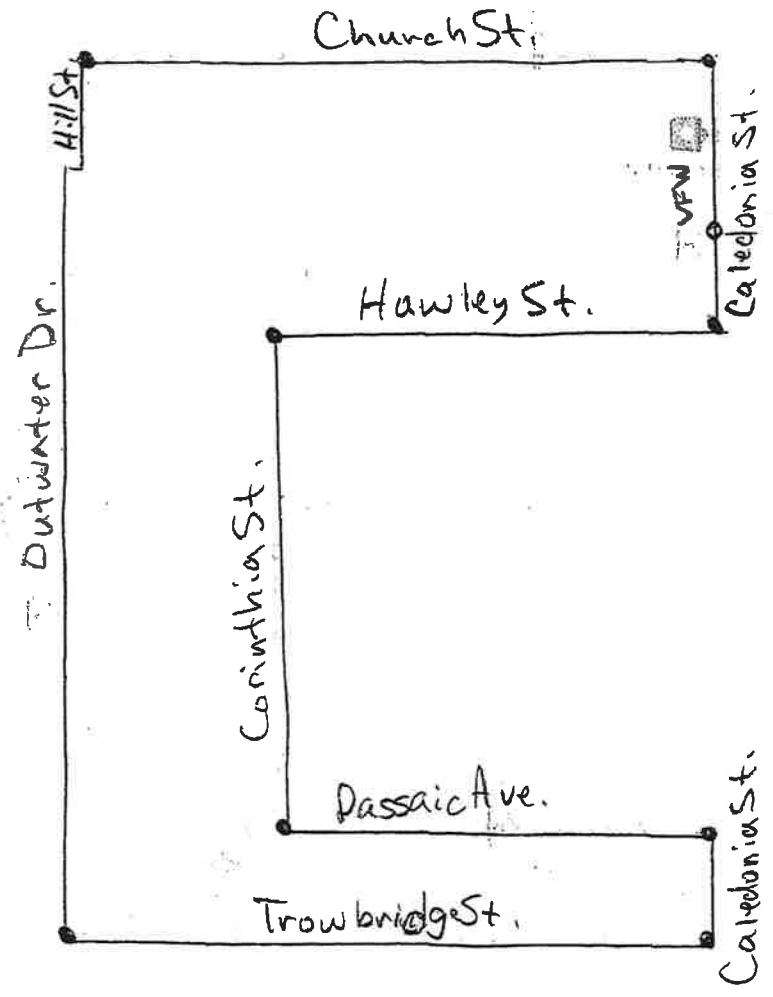 Church St.
Hill St.
VFW
Caledonia St.
Hawley St.
Outwater Dr.
Corinthia St.
Passaic Ave.
Trowbridge St.
Caledonia St.